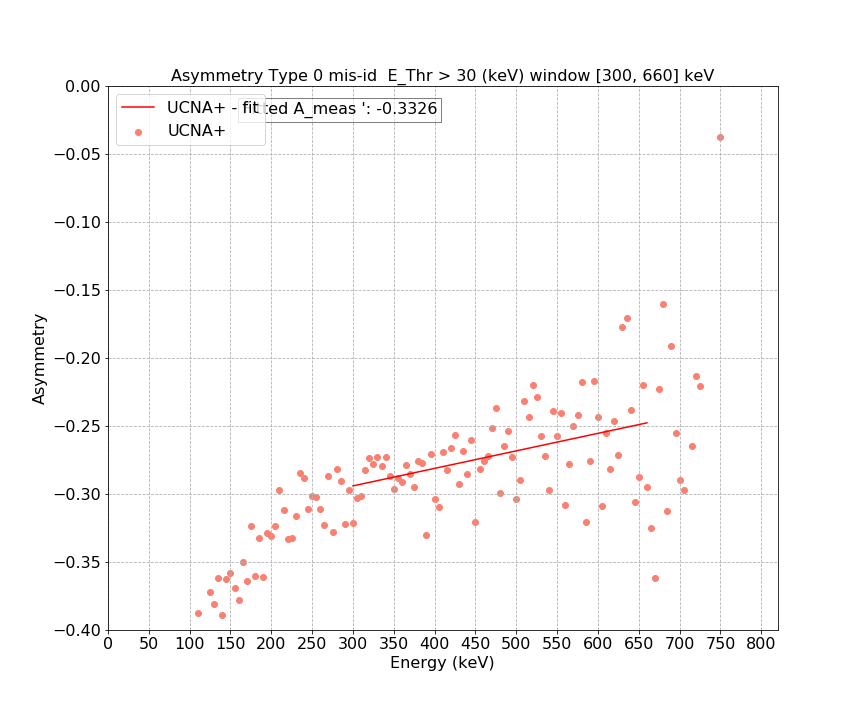 Asymmetry Type 0 mis-id  E_Thr > 30 (keV) window [300, 660] keV
UCNA+ - fit
tted A_meas ': -0.3326
UCNA+
Asymmetry
0.00
−0.05
−0.10
−0.15
−0.20
−0.25
−0.30
−0.35
−0.40
0 50 100 150 200 250 300 350 400 450 500 550 600 650 700 750 800
Energy (keV)